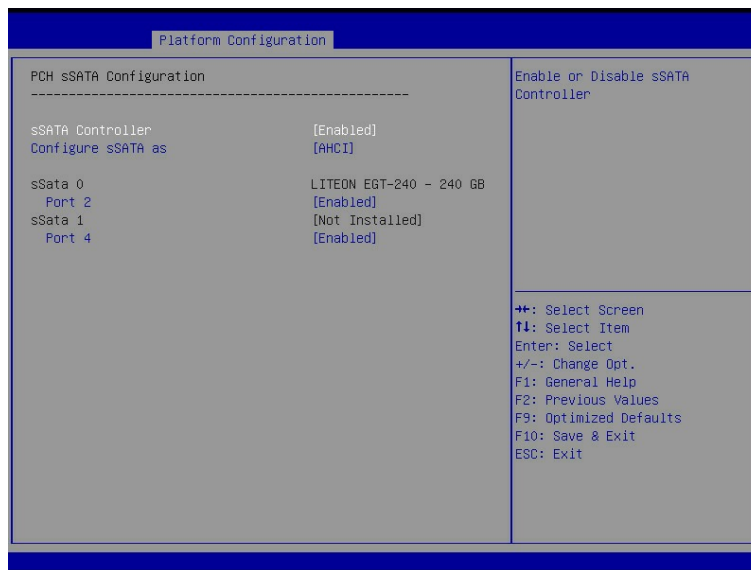 Platform Configuration
PCH sSATA Configuration
--------------------------------------------------
sSATA Controller [Enabled]
Configure sSATA as [AHCI]
sSata 0 LITEON EGT-240 - 240 GB
Port 2 [Enabled]
sSata 1 [Not Installed]
Port 4 [Enabled]
Enable or Disable sSATA
Controller
→←: Select Screen
↑↓: Select Item
Enter: Select
+/-: Change Opt.
F1: General Help
F2: Previous Values
F9: Optimized Defaults
F10: Save & Exit
ESC: Exit